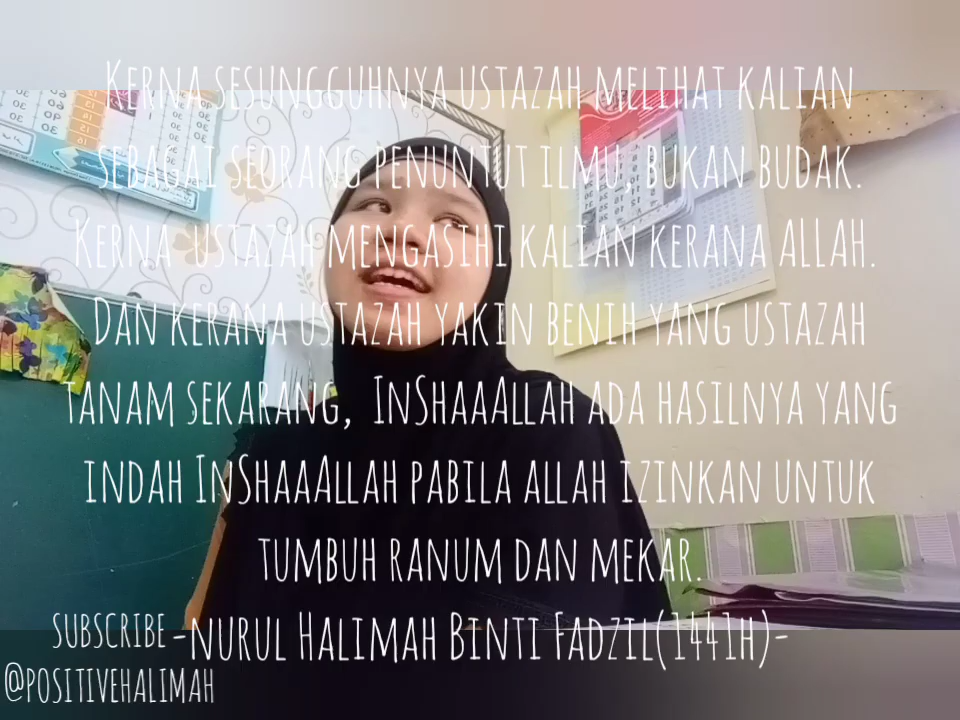 Kerna sesungguhnya ustazah melihat kalian
sebagai seorang penuntut ilmu, bukan budak.
Kerna ustazah mengasihi kalian kerana ALLAH.
Dan kerana ustazah yakin benih yang ustazah
tanam sekarang, InShaaAllah ada hasilnya yang
indah InShaaAllah pabila allah izinkan untuk
tumbuh ranum dan mekar.
-nurul Halimah Binti Fadzil(1441h)-
SUBSCRIBE
@POSITIVEHALIMAH